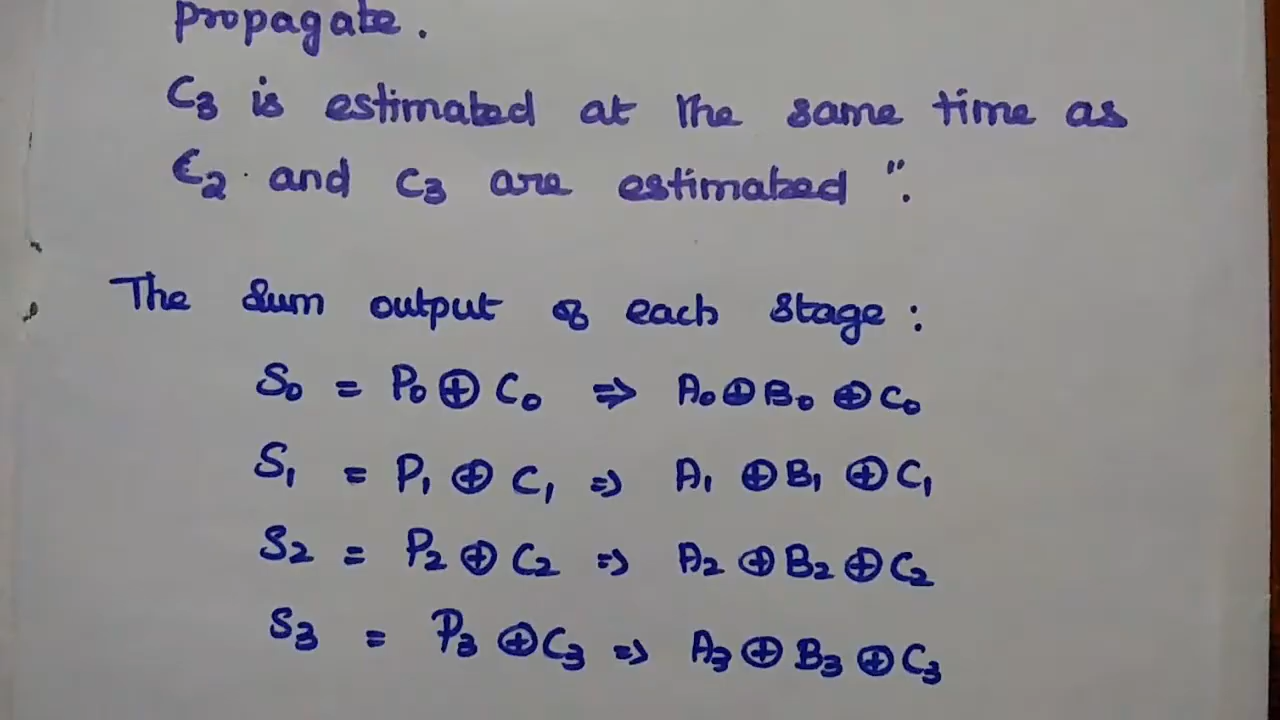 propagate.
C3 is estimated at the same time as
C2 and C3 are estimated".
The Sum output of each stage:
S0 = P0 ⊕ C0 ⇒ A0 ⊕ B0 ⊕ C0
S1 = P1 ⊕ C1 ⇒ A1 ⊕ B1 ⊕ C1
S2 = P2 ⊕ C2 ⇒ A2 ⊕ B2 ⊕ C2
S3 = P3 ⊕ C3 ⇒ A3 ⊕ B3 ⊕ C3